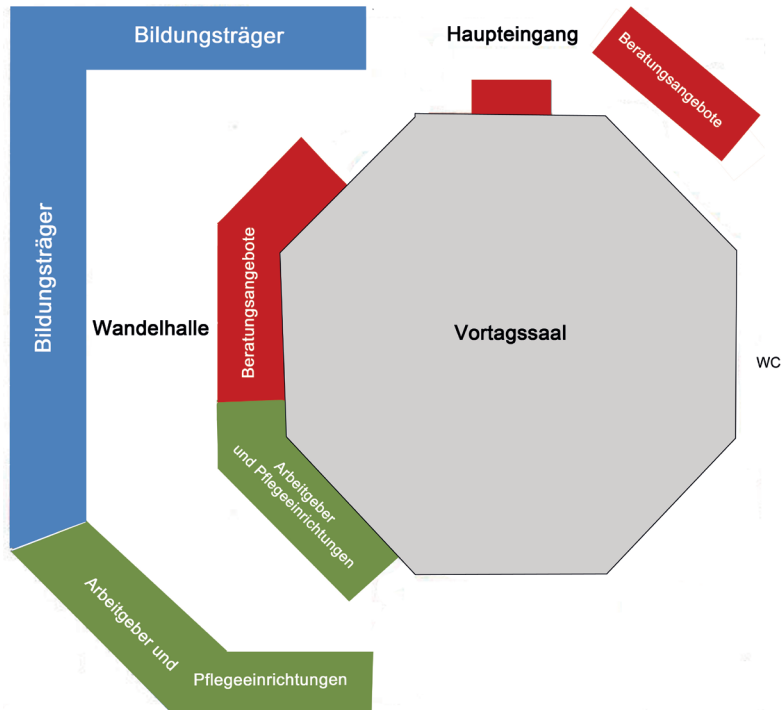 Bildungsträger
Haupteingang
Beratungsangebote
Bildungsträger
Beratungsangebote
Wandelhalle
Vortagssaal
WC
Arbeitgeber
und Pflegeeinrichtungen
Arbeitgeber und
Pflegeeinrichtungen